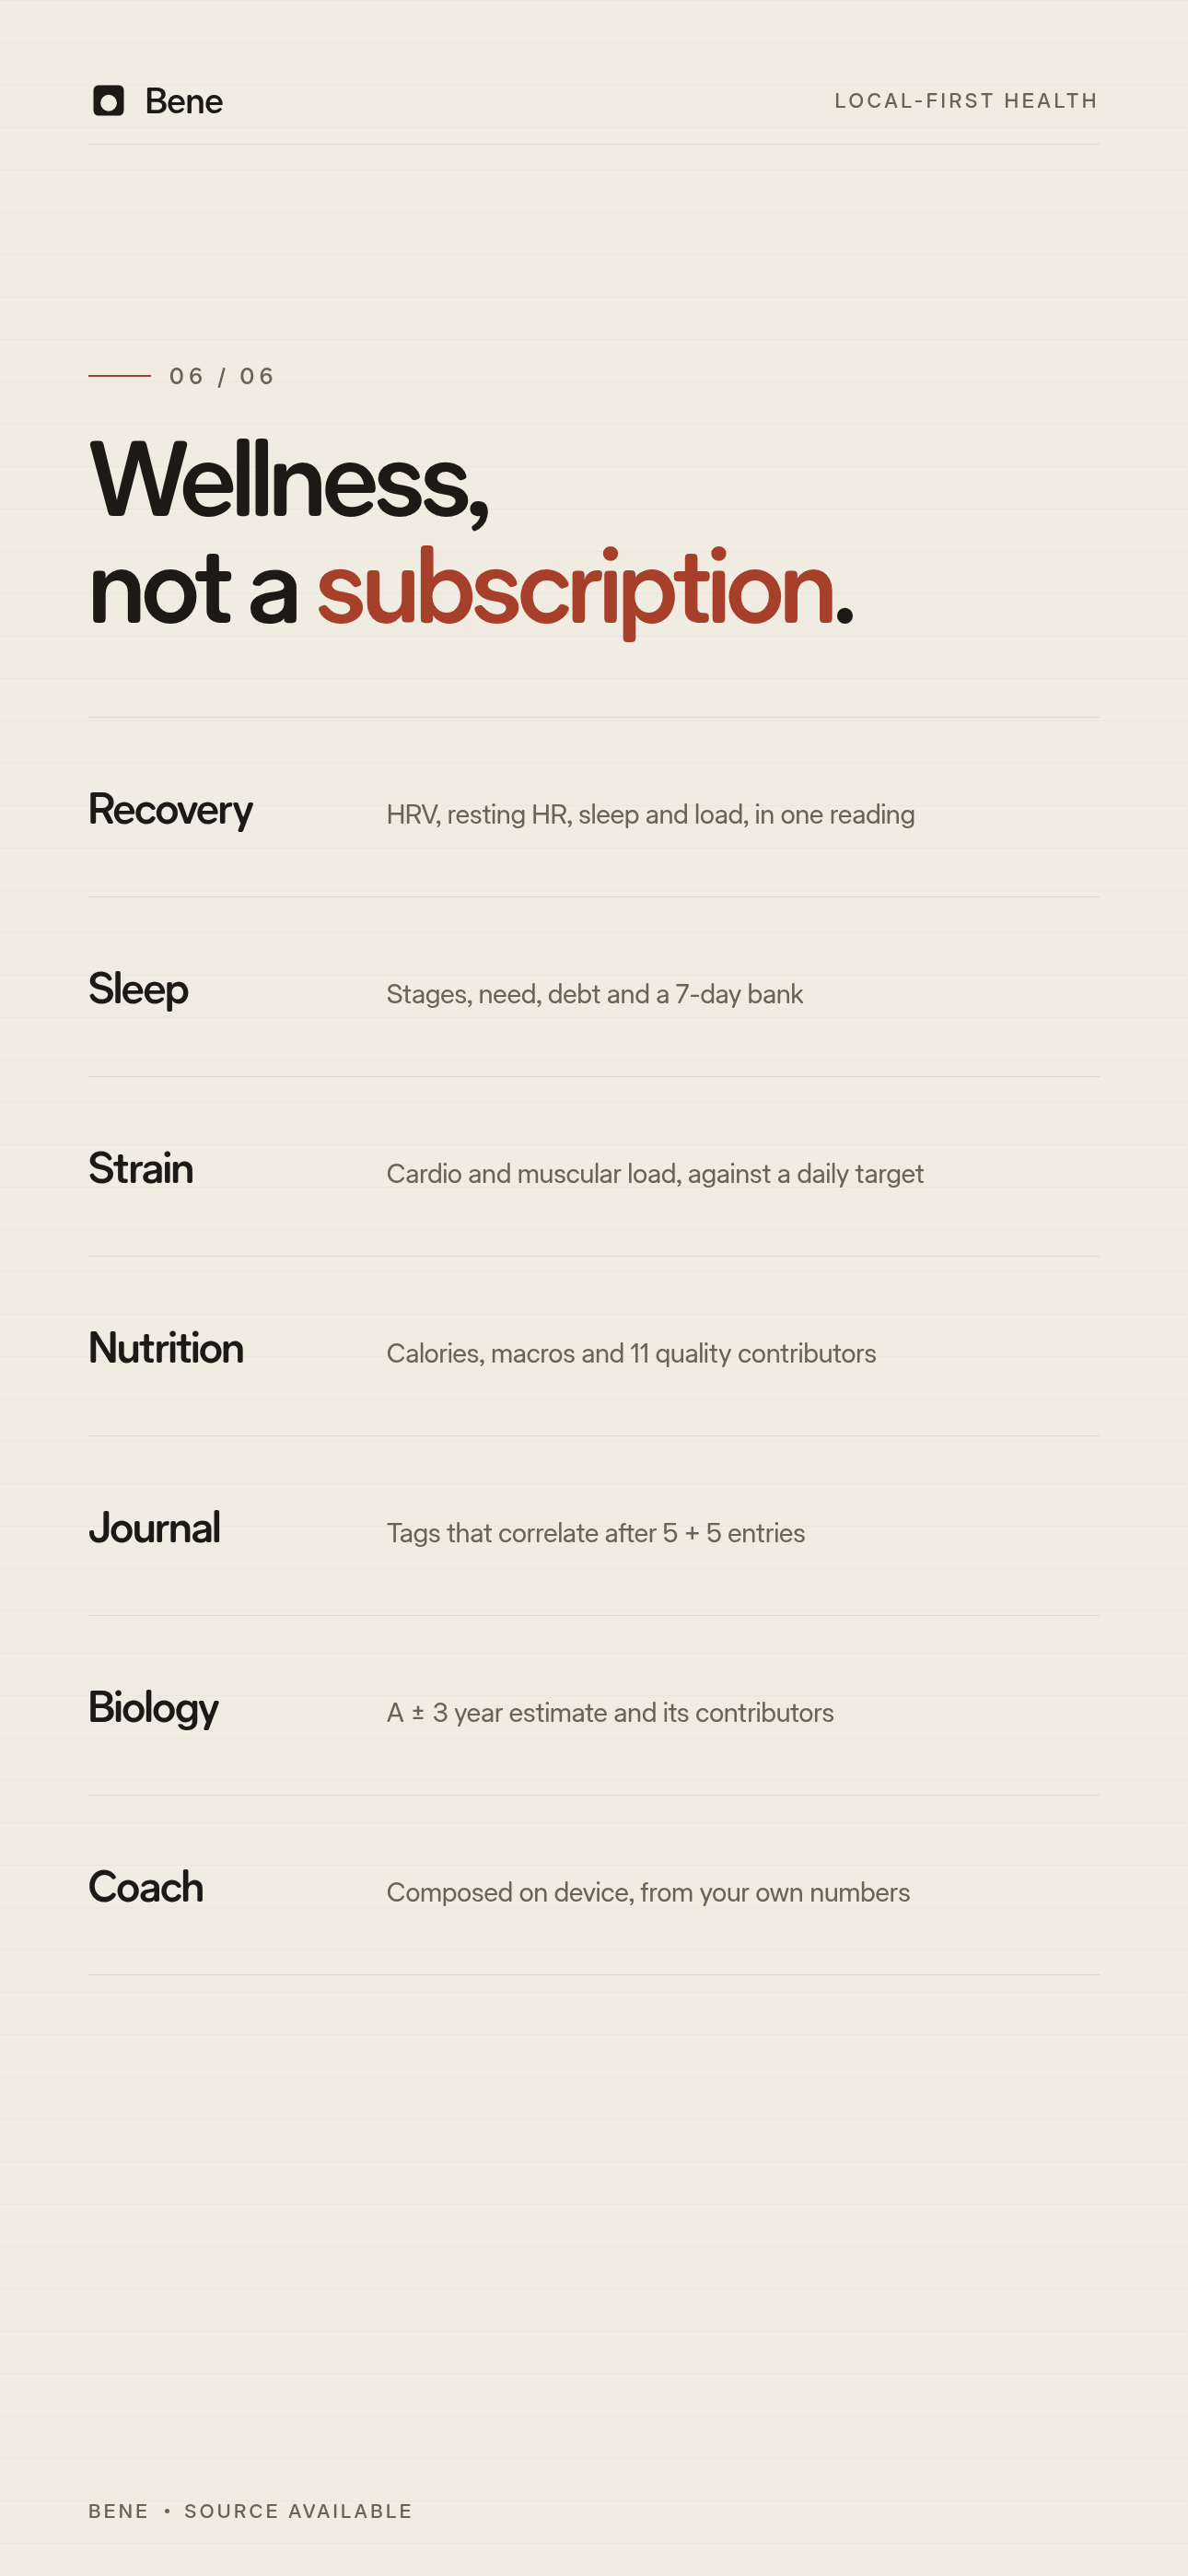 Bene
LOCAL-FIRST HEALTH
06 / 06
Wellness,
not a subscription.
Recovery
HRV, resting HR, sleep and load, in one reading
Sleep
Stages, need, debt and a 7-day bank
Strain
Cardio and muscular load, against a daily target
Nutrition
Calories, macros and 11 quality contributors
Journal
Tags that correlate after 5 + 5 entries
Biology
A ± 3 year estimate and its contributors
Coach
Composed on device, from your own numbers
BENE • SOURCE AVAILABLE